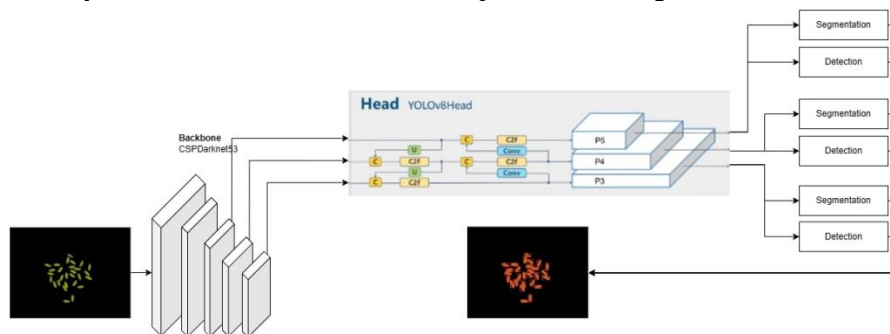 Segmentation
Detection
Head YOLOv8Head
Backbone
CSPDarknet53
C C2f P5
U Conv
C C2f C C2f P4
U Conv
C C2f P3
Segmentation
Detection
Segmentation
Detection